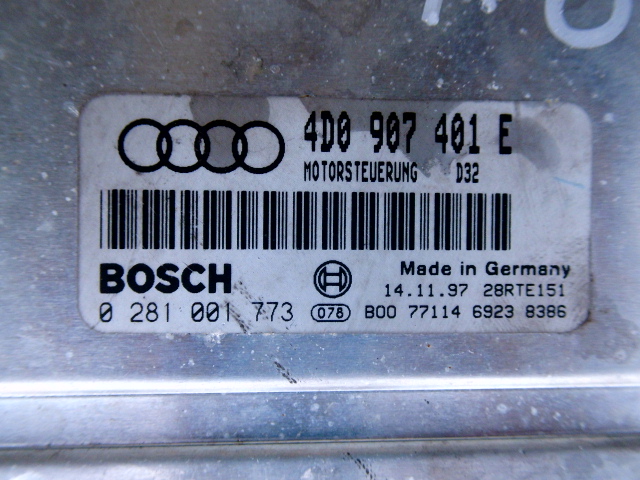 4D0 907 401 E
MOTORSTEUERUNG D32
BOSCH
Made in Germany
14.11.97 28RTE151
0 281 001 773 078 B00 77114 6923 8386